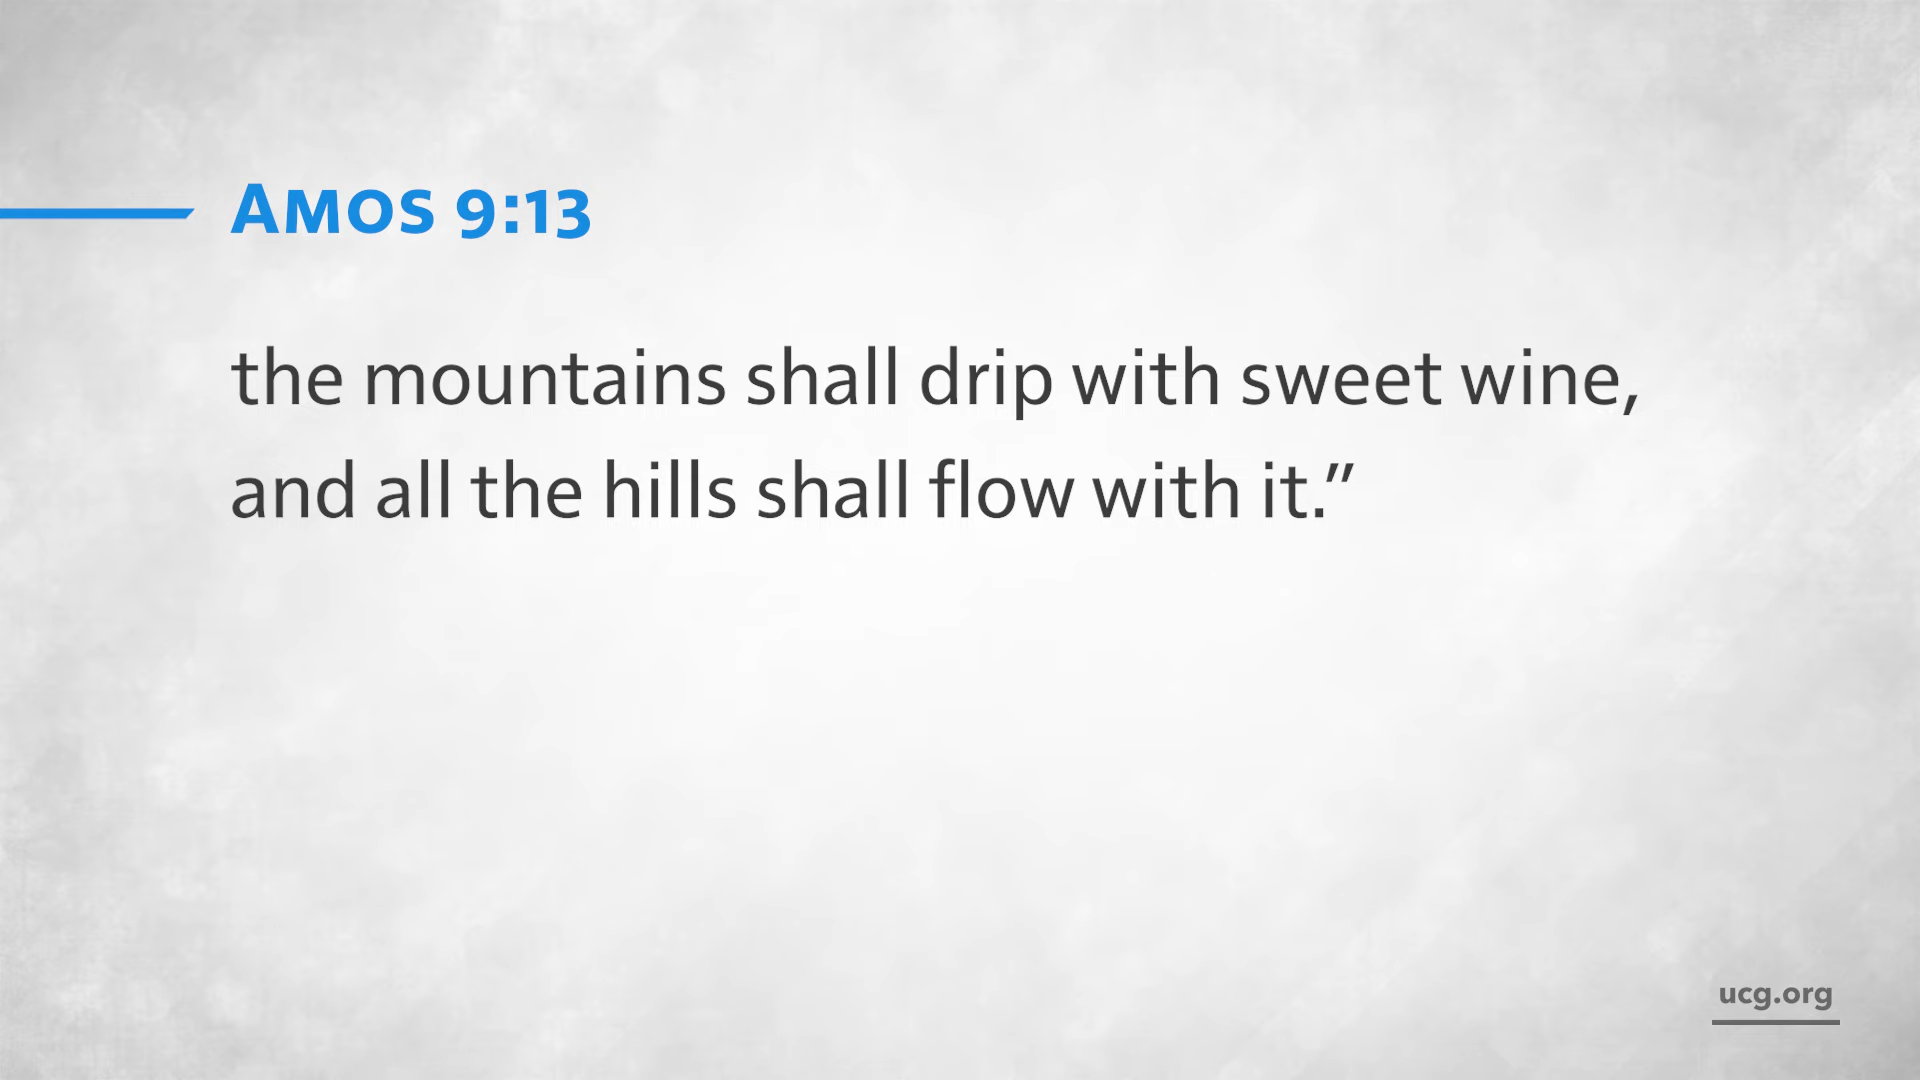 Amos 9:13
the mountains shall drip with sweet wine,
and all the hills shall flow with it.”
ucg.org